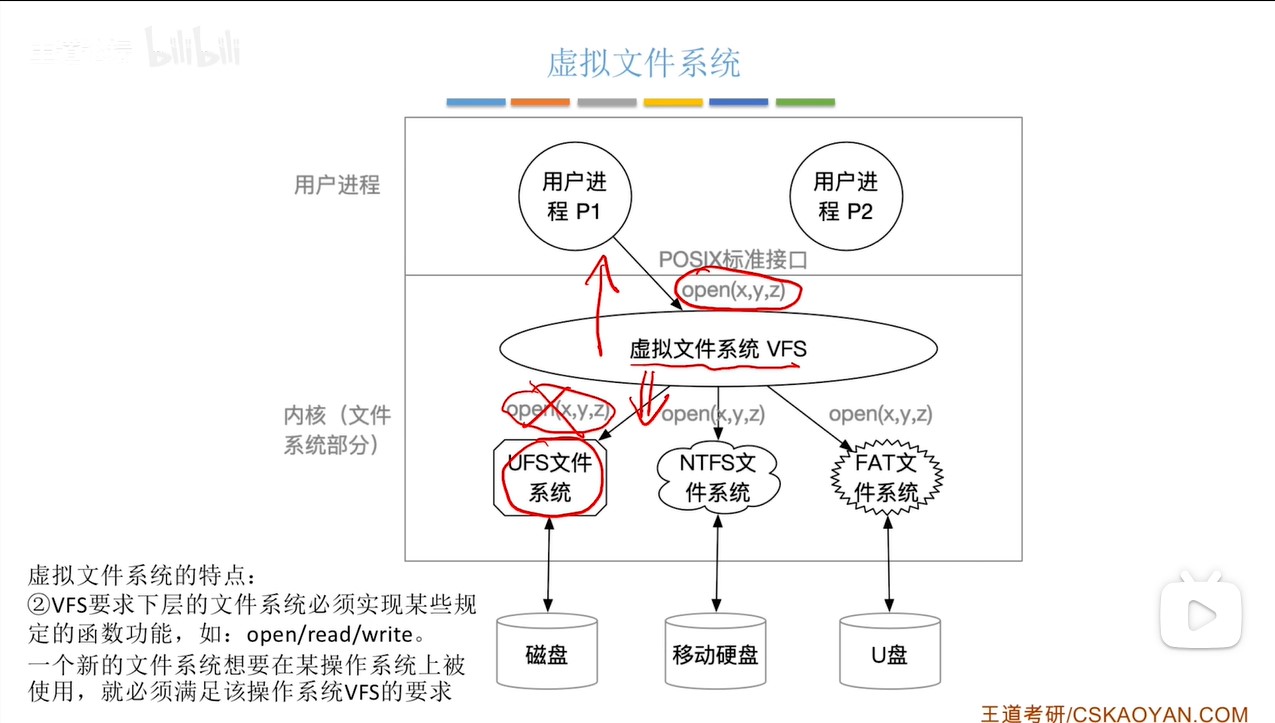 bilibili
虚拟文件系统
用户进程
用户进
程 P1
用户进
程 P2
POSIX标准接口
open(x,y,z)
虚拟文件系统 VFS
内核（文件
系统部分）
open(x,y,z)
open(x,y,z)
open(x,y,z)
UFS文件
系统
NTFS文
件系统
FAT文
件系统
磁盘
移动硬盘
U盘
虚拟文件系统的特点：
②VFS要求下层的文件系统必须实现某些规
定的函数功能，如：open/read/write。
一个新的文件系统想要在某操作系统上被
使用，就必须满足该操作系统VFS的要求
王道考研/CSKAOYAN.COM